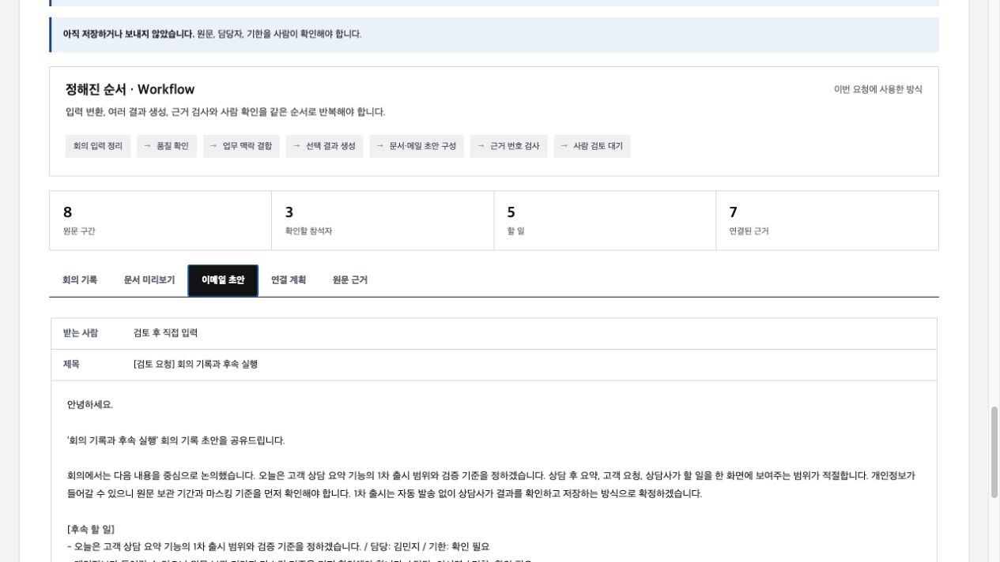 아직 저장하거나 보내지 않았습니다. 원문, 담당자, 기한을 사람이 확인해야 합니다.
정해진 순서 · Workflow
이번 요청에 사용한 방식
입력 변환, 여러 결과 생성, 근거 검사와 사람 확인을 같은 순서로 반복해야 합니다.
회의 입력 정리 → 품질 확인 → 업무 맥락 결합 → 선택 결과 생성 → 문서·메일 초안 구성 → 근거 번호 검사 → 사람 검토 대기
8 3 5 7
원문 구간 확인할 참석자 할 일 연결된 근거
회의 기록 문서 미리보기 이메일 초안 연결 계획 원문 근거
받는 사람 검토 후 직접 입력
제목 [검토 요청] 회의 기록과 후속 실행
안녕하세요.
'회의 기록과 후속 실행' 회의 기록 초안을 공유드립니다.
회의에서는 다음 내용을 중심으로 논의했습니다. 오늘은 고객 상담 요약 기능의 1차 출시 범위와 검증 기준을 정하겠습니다. 상담 후 요약, 고객 요청, 상담사가 할 일을 한 화면에 보여주는 범위가 적절합니다. 개인정보가
들어갈 수 있으니 원문 보관 기간과 마스킹 기준을 먼저 확인해야 합니다. 1차 출시는 자동 발송 없이 상담사가 결과를 확인하고 저장하는 방식으로 확정하겠습니다.
[후속 할 일]
- 오늘은 고객 상담 요약 기능의 1차 출시 범위와 검증 기준을 정하겠습니다. / 담당: 김민지 / 기한: 확인 필요